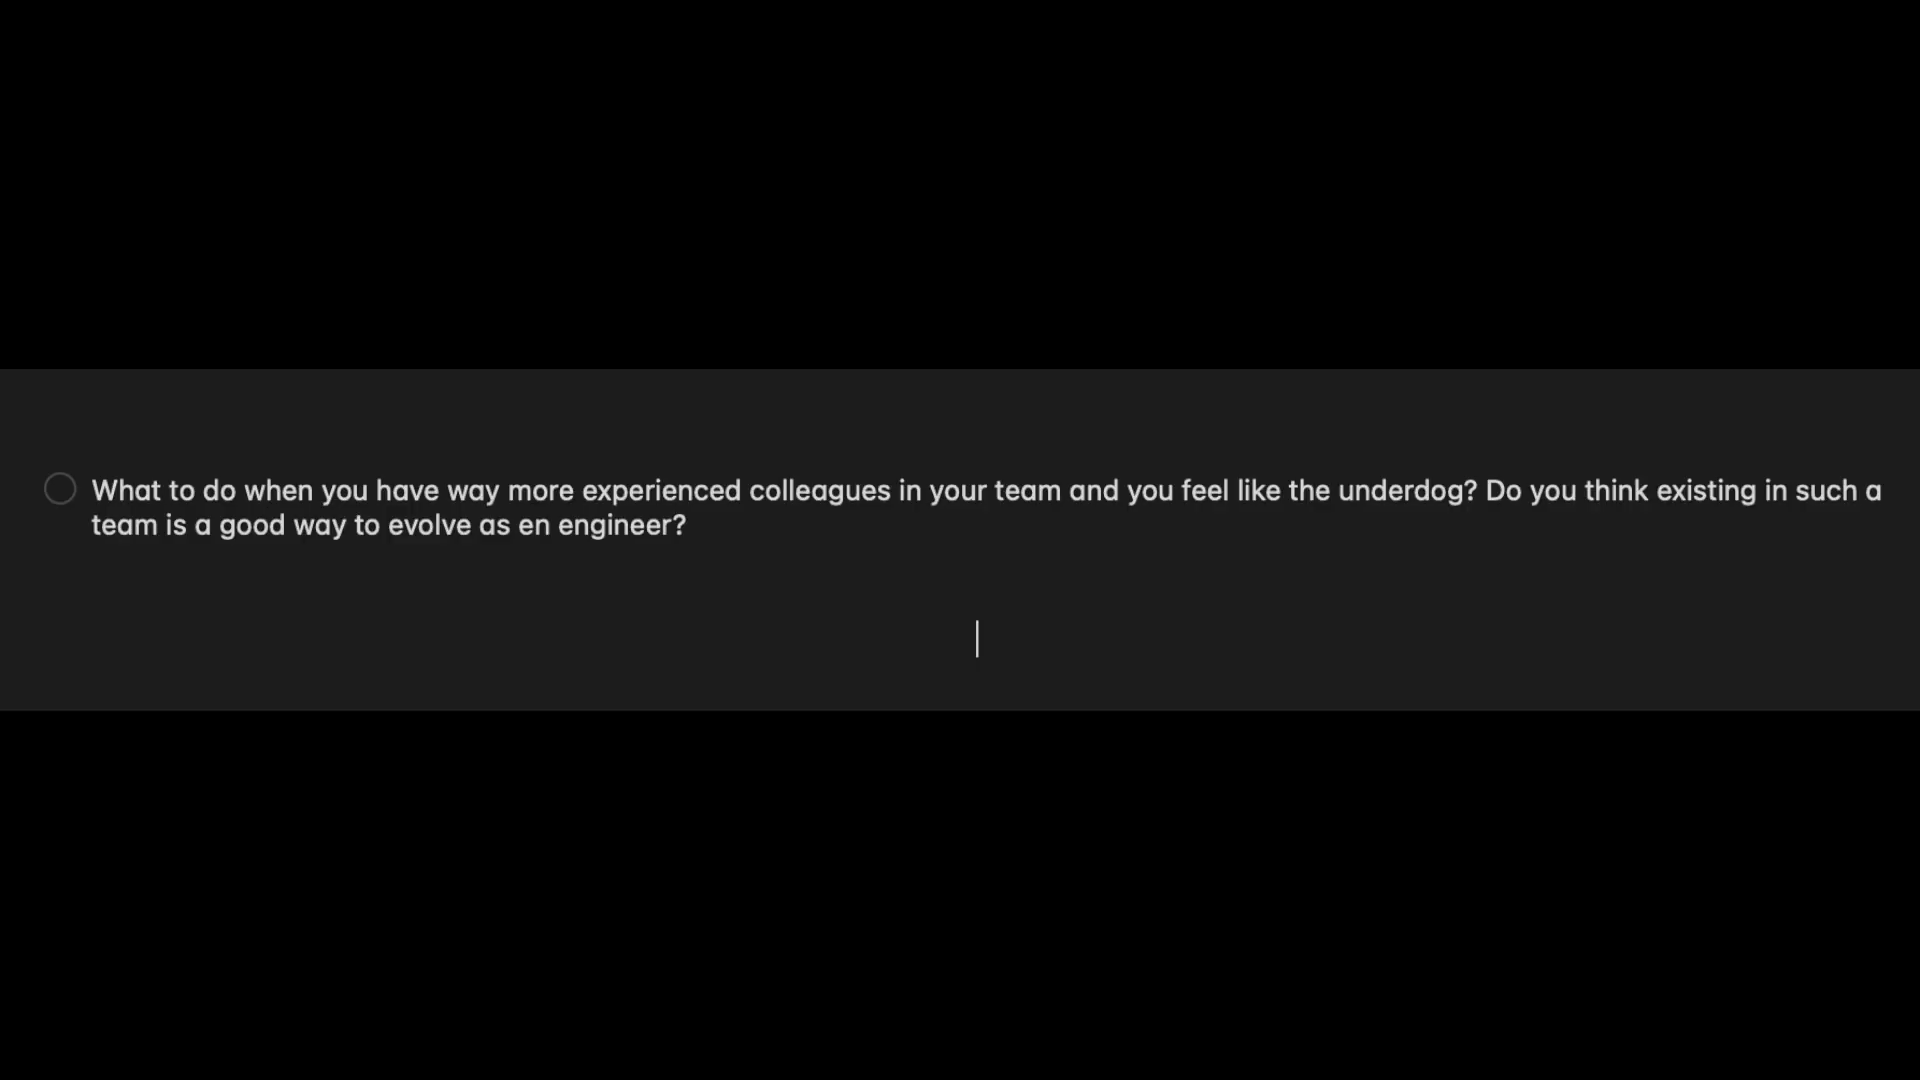 What to do when you have way more experienced colleagues in your team and you feel like the underdog? Do you think existing in such a
team is a good way to evolve as en engineer?